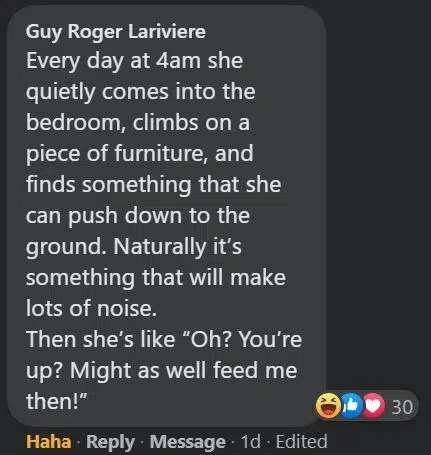 Guy Roger Lariviere
Every day at 4am she
quietly comes into the
bedroom, climbs on a
piece of furniture, and
finds something that she
can push down to the
ground. Naturally it's
something that will make
lots of noise.
Then she's like “Oh? You're
up? Might as well feed me
then!”
30
Haha · Reply · Message · 1d · Edited